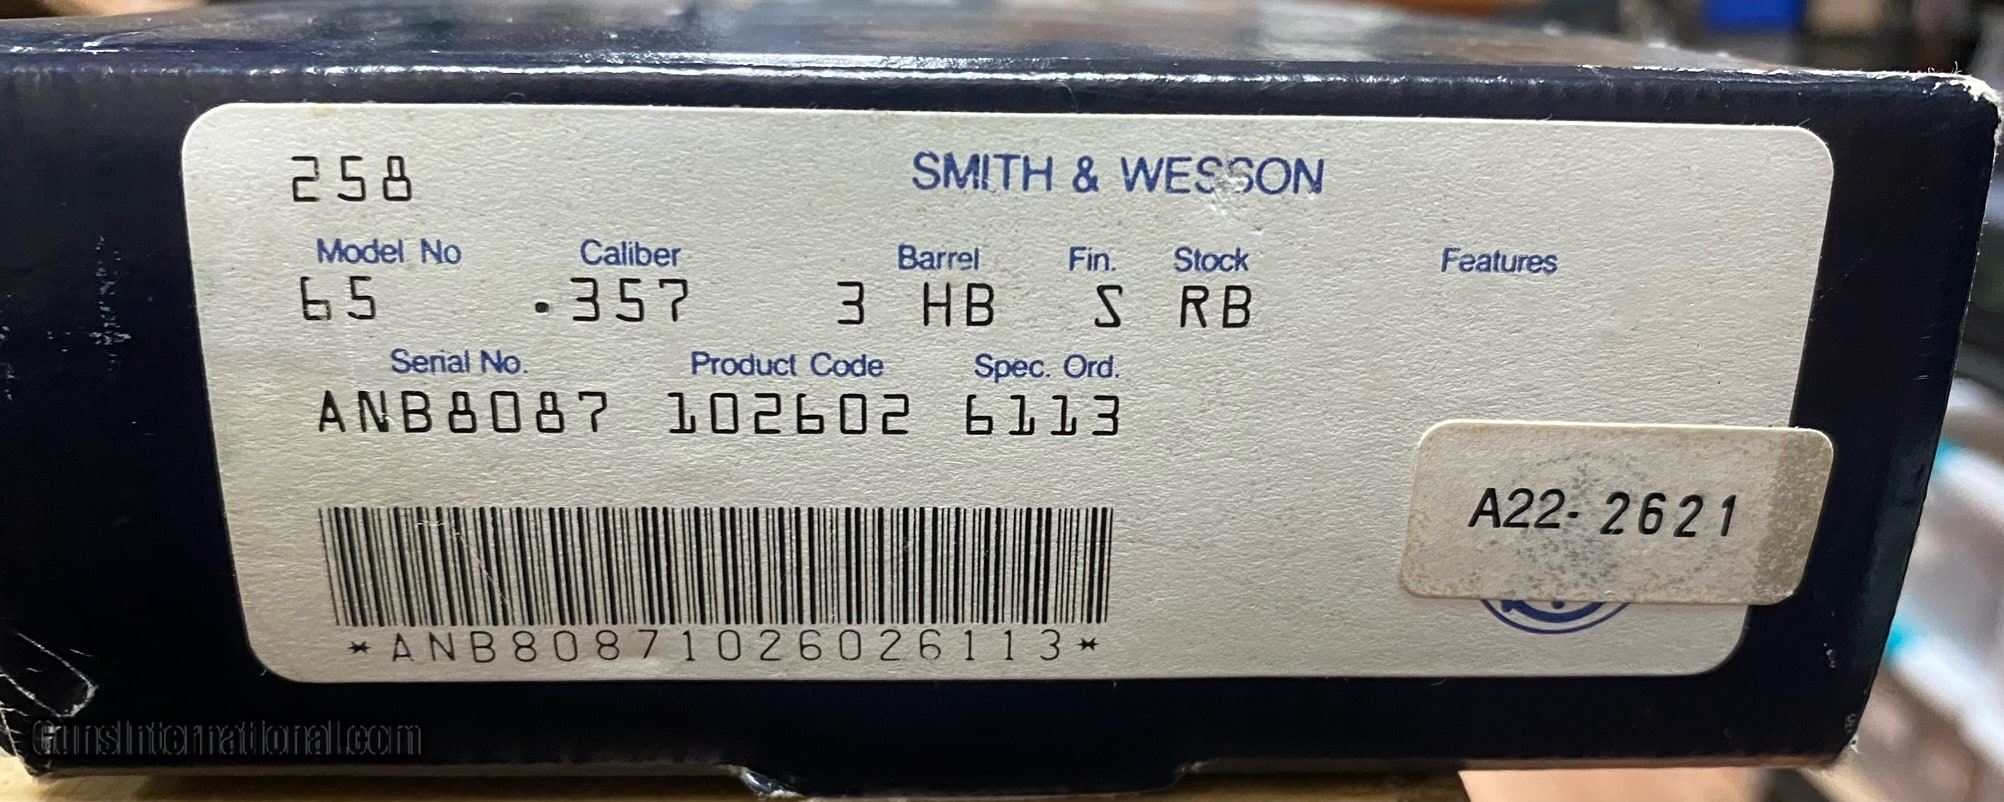 258
SMITH & WESSON
Model No Caliber Barrel Fin. Stock Features
65 .357 3 HB S RB
Serial No. Product Code Spec. Ord.
ANB8087 102602 6113
A22-2621
*ANB80871026026113*
GunsInternational.com